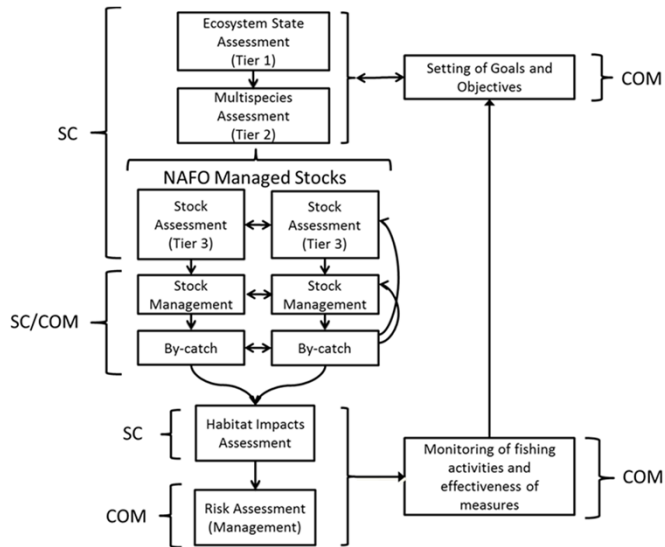 Ecosystem State
Assessment
(Tier 1)
Setting of Goals and
Objectives
COM
Multispecies
Assessment
(Tier 2)
SC
NAFO Managed Stocks
Stock
Assessment
(Tier 3)
Stock
Assessment
(Tier 3)
Stock
Management
Stock
Management
SC/COM
By-catch
By-catch
SC
Habitat Impacts
Assessment
Monitoring of fishing
activities and
effectiveness of
measures
COM
COM
Risk Assessment
(Management)